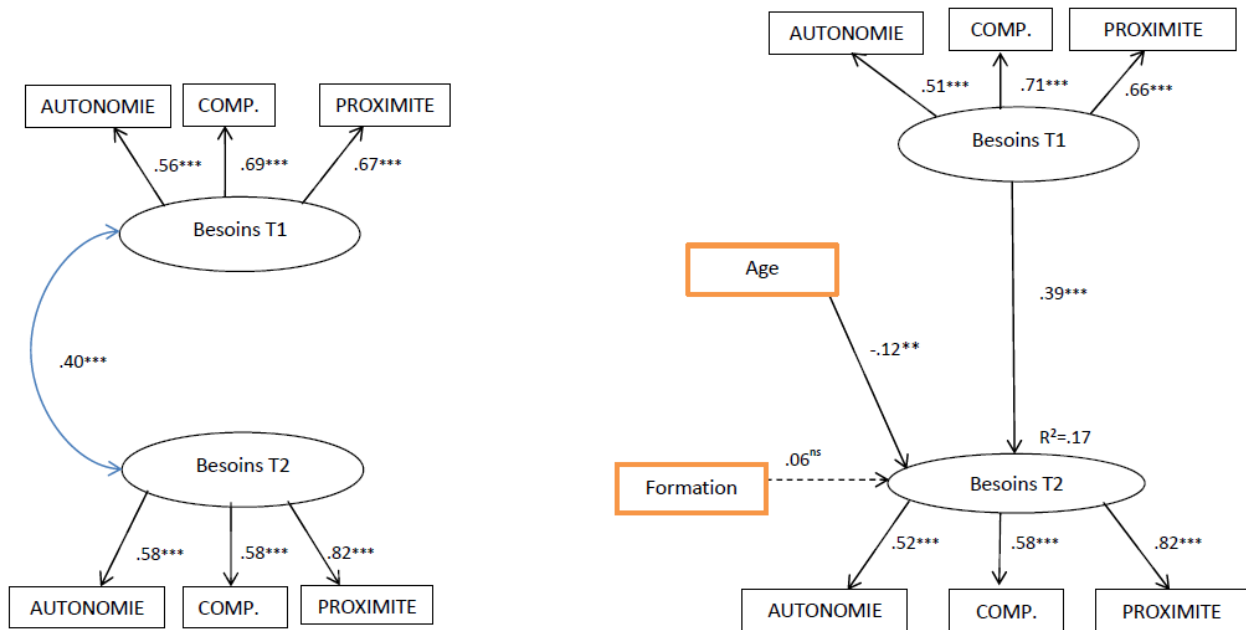 AUTONOMIE COMP. PROXIMITE
.56*** .69*** .67***
Besoins T1
.40***
Besoins T2
.58*** .58*** .82***
AUTONOMIE COMP. PROXIMITE
AUTONOMIE COMP. PROXIMITE
.51*** .71*** .66***
Besoins T1
Age
.39***
-.12**
R²=.17
.06ⁿˢ
Formation
Besoins T2
.52*** .58*** .82***
AUTONOMIE COMP. PROXIMITE